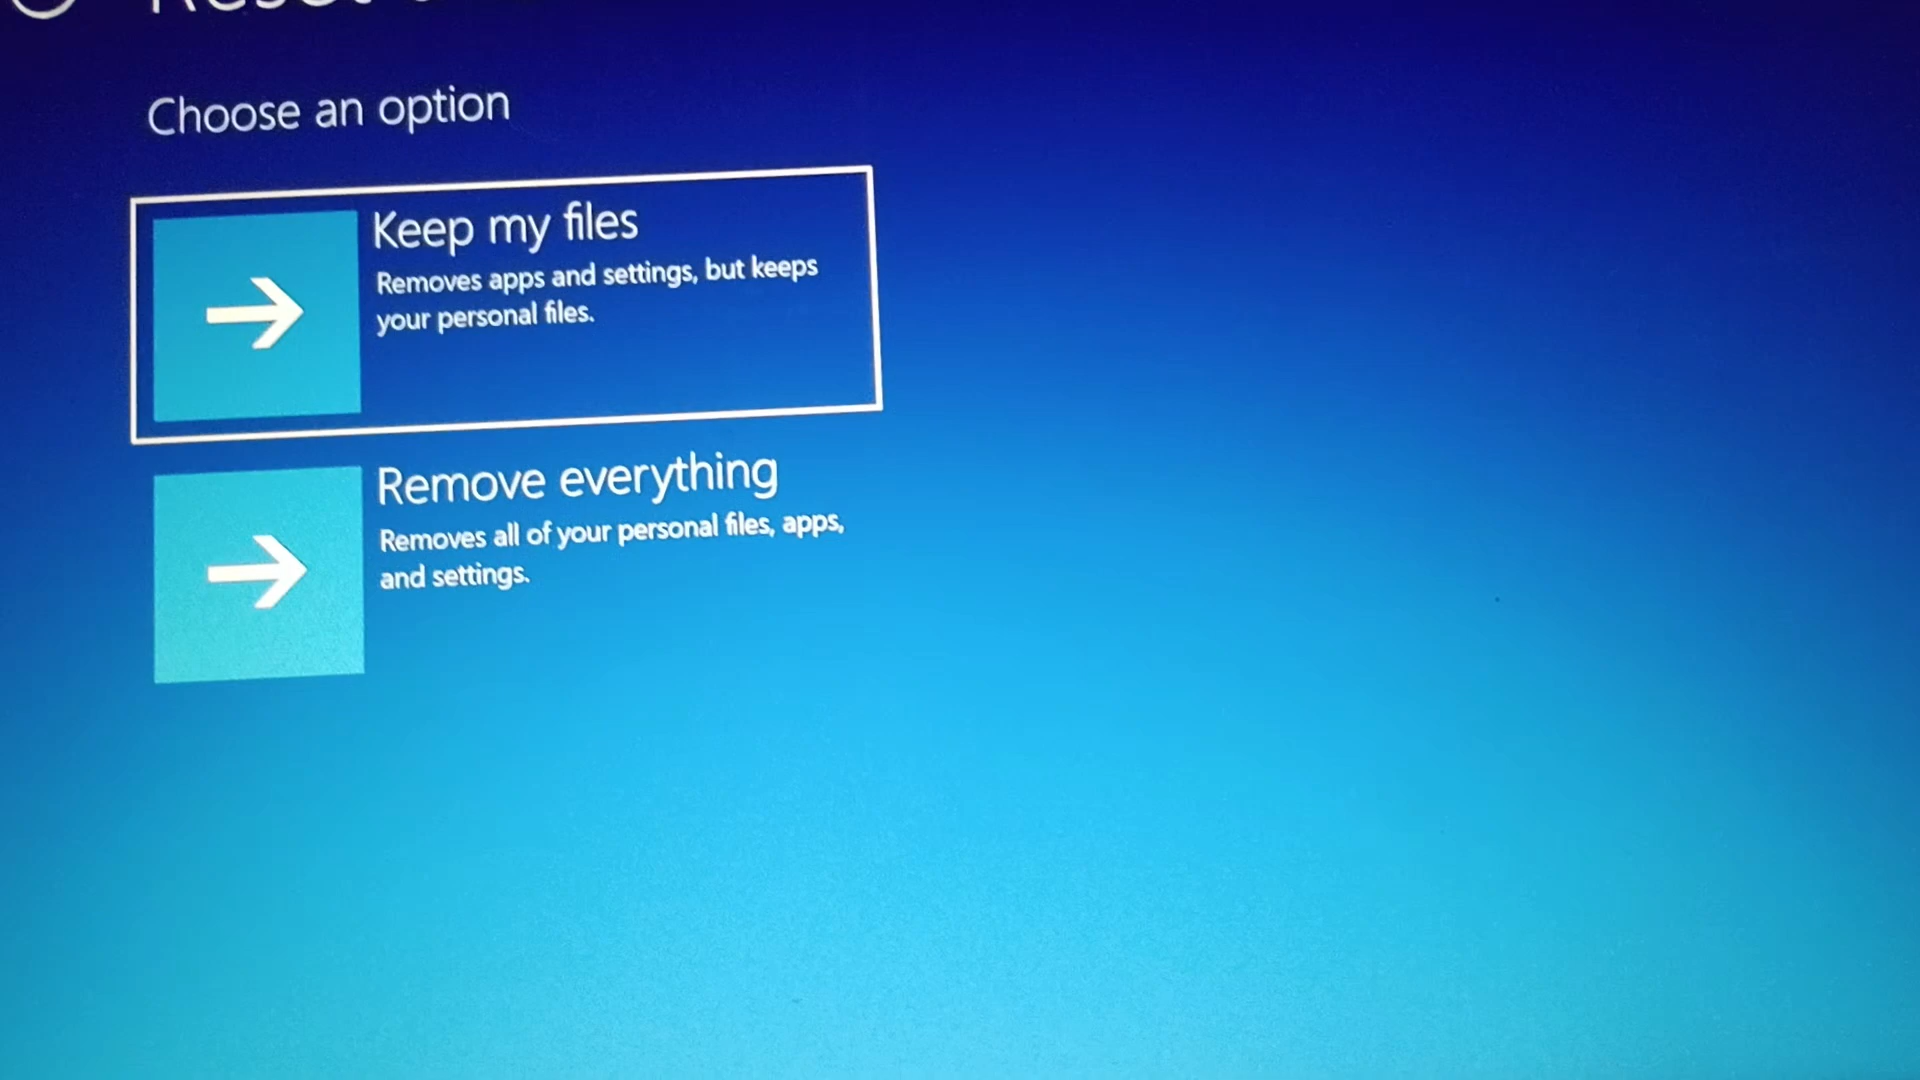 Reset
Choose an option
Keep my files
Removes apps and settings, but keeps
your personal files.
Remove everything
Removes all of your personal files, apps,
and settings.